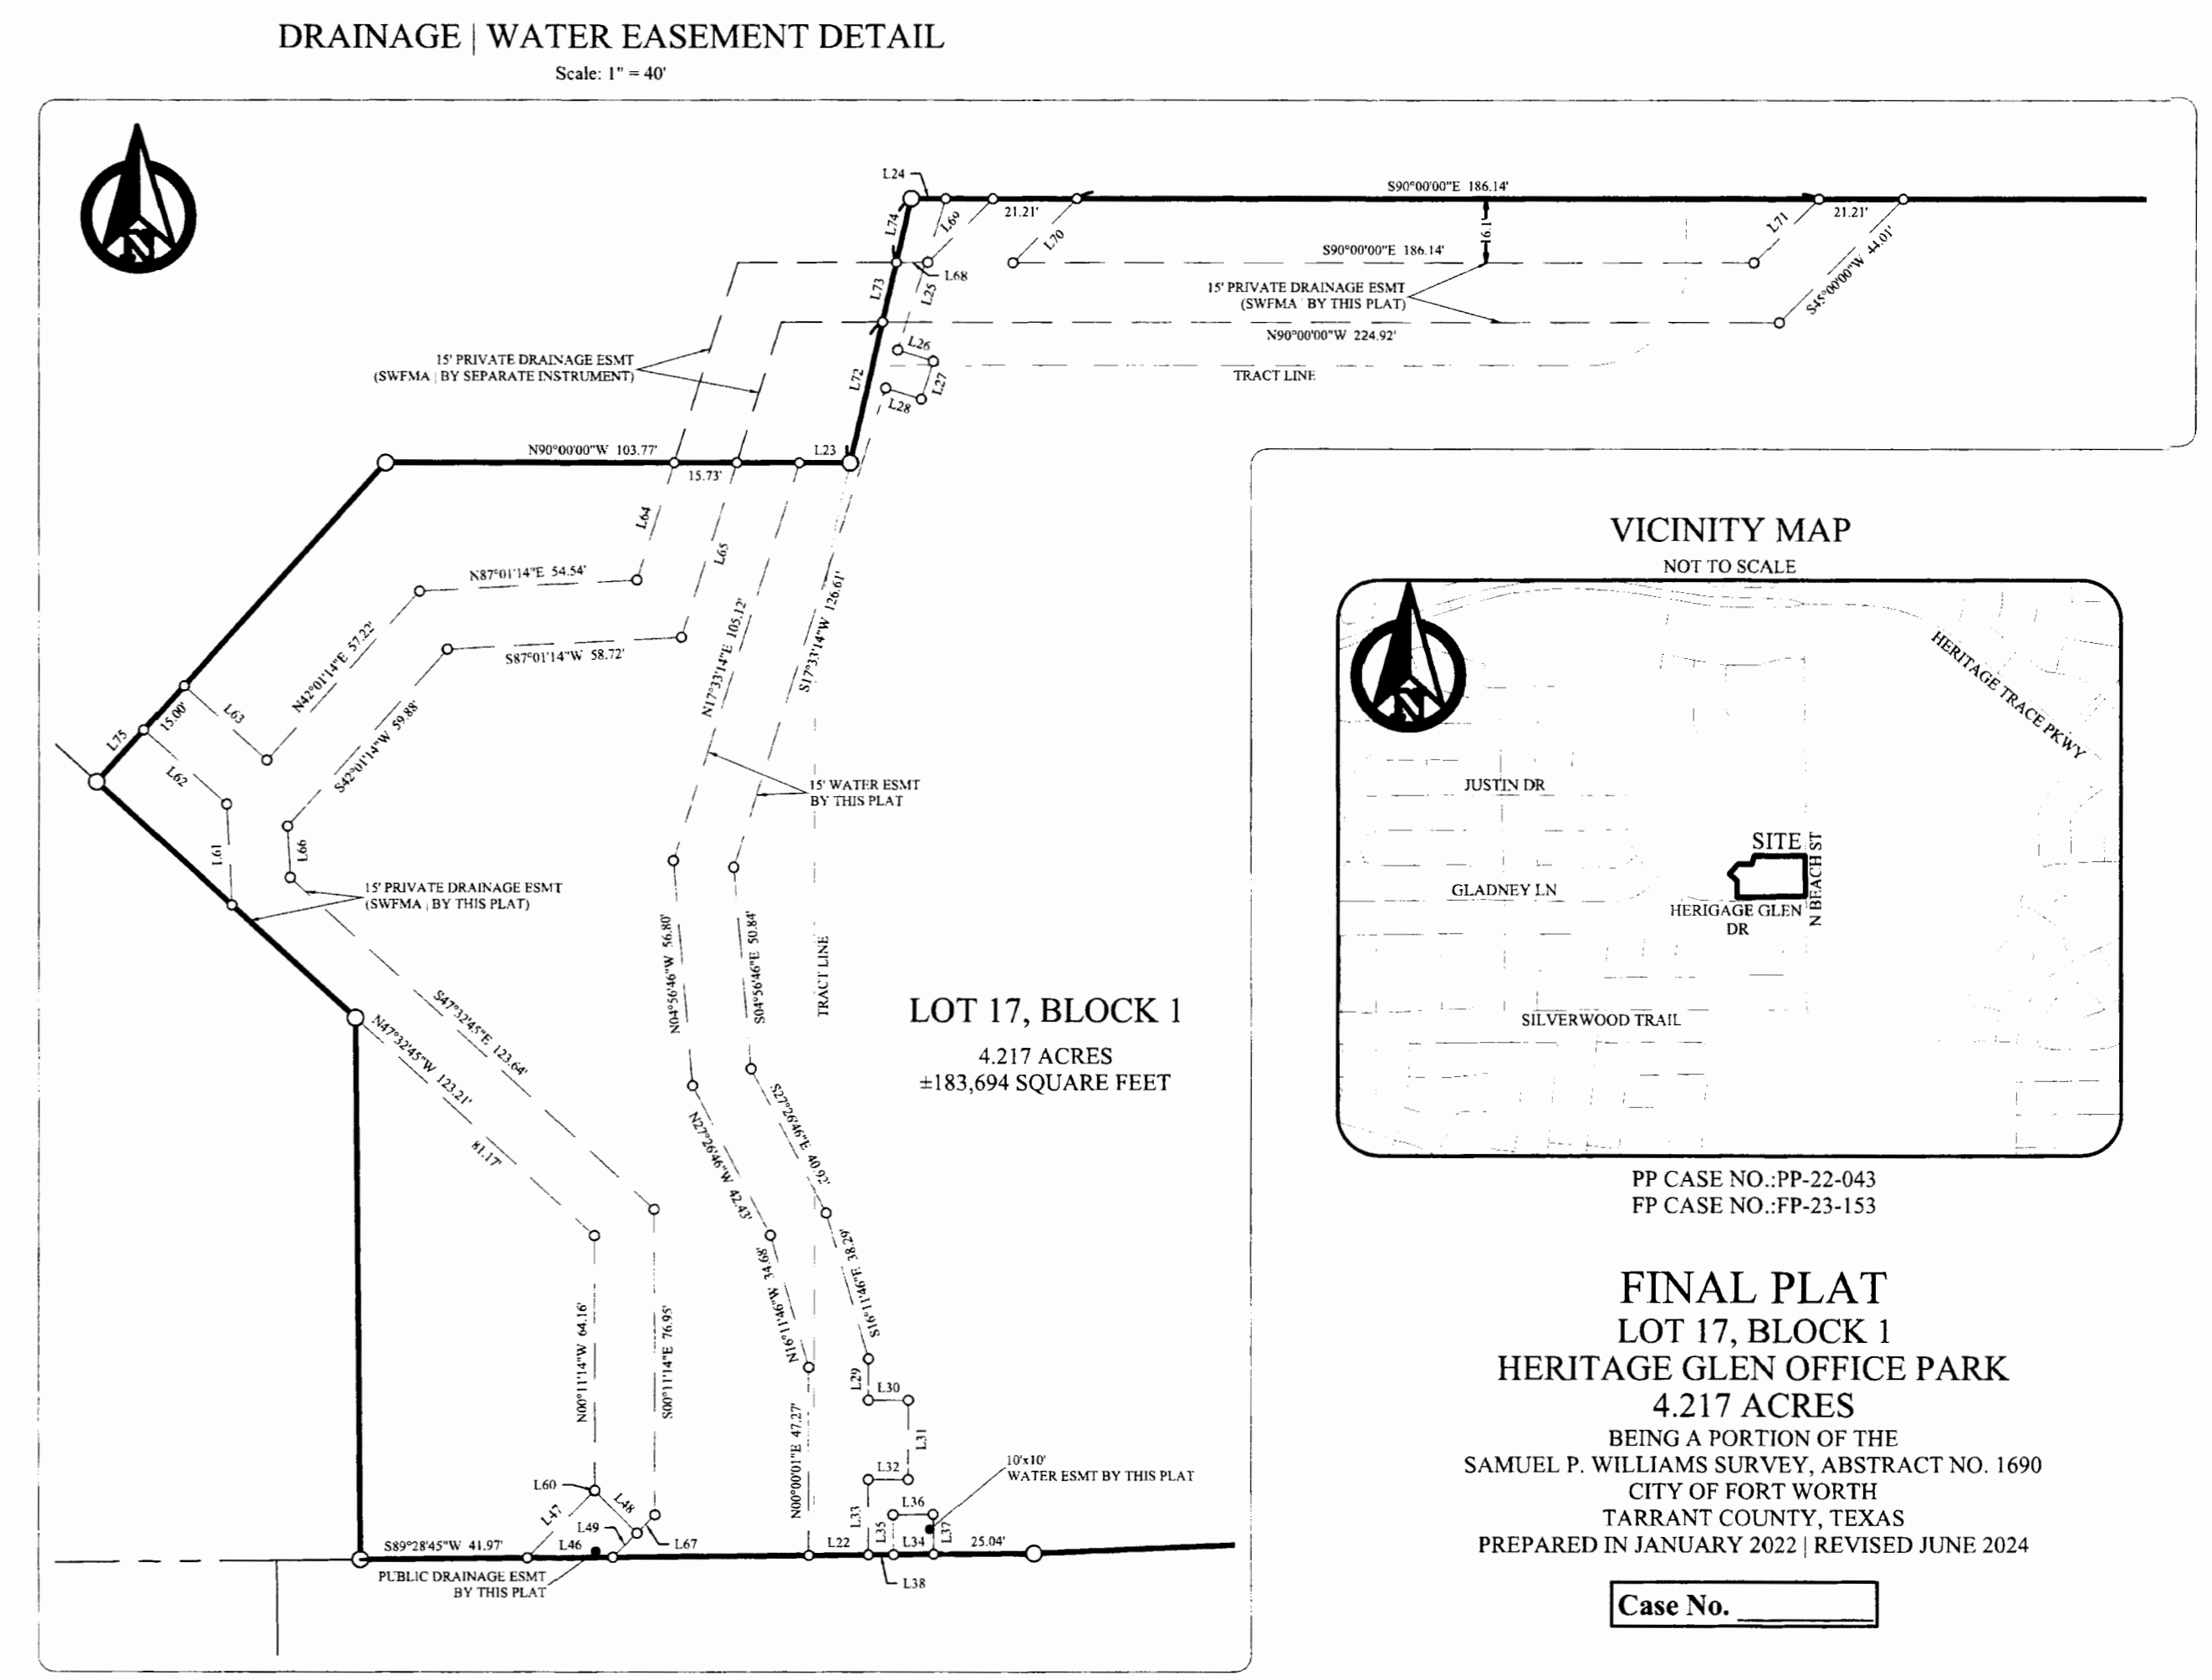 DRAINAGE | WATER EASEMENT DETAIL
Scale: 1" = 40'
N
L24
S90°00'00"E 186.14'
L74
L69
21.21'
L70
L71
21.21'
16.1'
S90°00'00"E 186.14'
L68
L73
L25
15' PRIVATE DRAINAGE ESMT
(SWFMA | BY THIS PLAT)
S45°00'00"W 44.01'
N90°00'00"W 224.92'
L26
15' PRIVATE DRAINAGE ESMT
(SWFMA | BY SEPARATE INSTRUMENT)
TRACT LINE
L72
L27
L28
N90°00'00"W 103.77'
L23
15.73'
L64
L65
N87°01'14"E 54.54'
S87°01'14"W 58.72'
N42°01'14"E 57.22'
S42°01'14"W 59.88'
N17°33'14"E 105.12'
S17°33'14"W 126.61'
L63
15.00'
L75
L62
15' WATER ESMT
BY THIS PLAT
L61
L66
15' PRIVATE DRAINAGE ESMT
(SWFMA | BY THIS PLAT)
N04°56'46"W 56.80'
S04°56'46"E 50.84'
TRACT LINE
S47°32'45"E 123.64'
N47°32'45"W 123.21'
81.17'
LOT 17, BLOCK 1
4.217 ACRES
±183,694 SQUARE FEET
N27°26'46"W 42.43'
S27°26'46"E 40.92'
N16°11'46"W 34.68'
S16°11'46"E 38.29'
N00°11'14"W 64.16'
S00°11'14"E 76.95'
N00°00'01"E 47.27'
L29
L30
L31
L32
L33
10'x10'
WATER ESMT BY THIS PLAT
L60
L47
L48
L36
L35
L37
L49
S89°28'45"W 41.97'
L46
L67
L22
L34
25.04'
L38
PUBLIC DRAINAGE ESMT
BY THIS PLAT
VICINITY MAP
NOT TO SCALE
N
HERITAGE TRACE PKWY
JUSTIN DR
SITE
N BEACH ST
GLADNEY LN
HERIGAGE GLEN
DR
SILVERWOOD TRAIL
PP CASE NO.:PP-22-043
FP CASE NO.:FP-23-153
FINAL PLAT
LOT 17, BLOCK 1
HERITAGE GLEN OFFICE PARK
4.217 ACRES
BEING A PORTION OF THE
SAMUEL P. WILLIAMS SURVEY, ABSTRACT NO. 1690
CITY OF FORT WORTH
TARRANT COUNTY, TEXAS
PREPARED IN JANUARY 2022 | REVISED JUNE 2024
Case No. ________